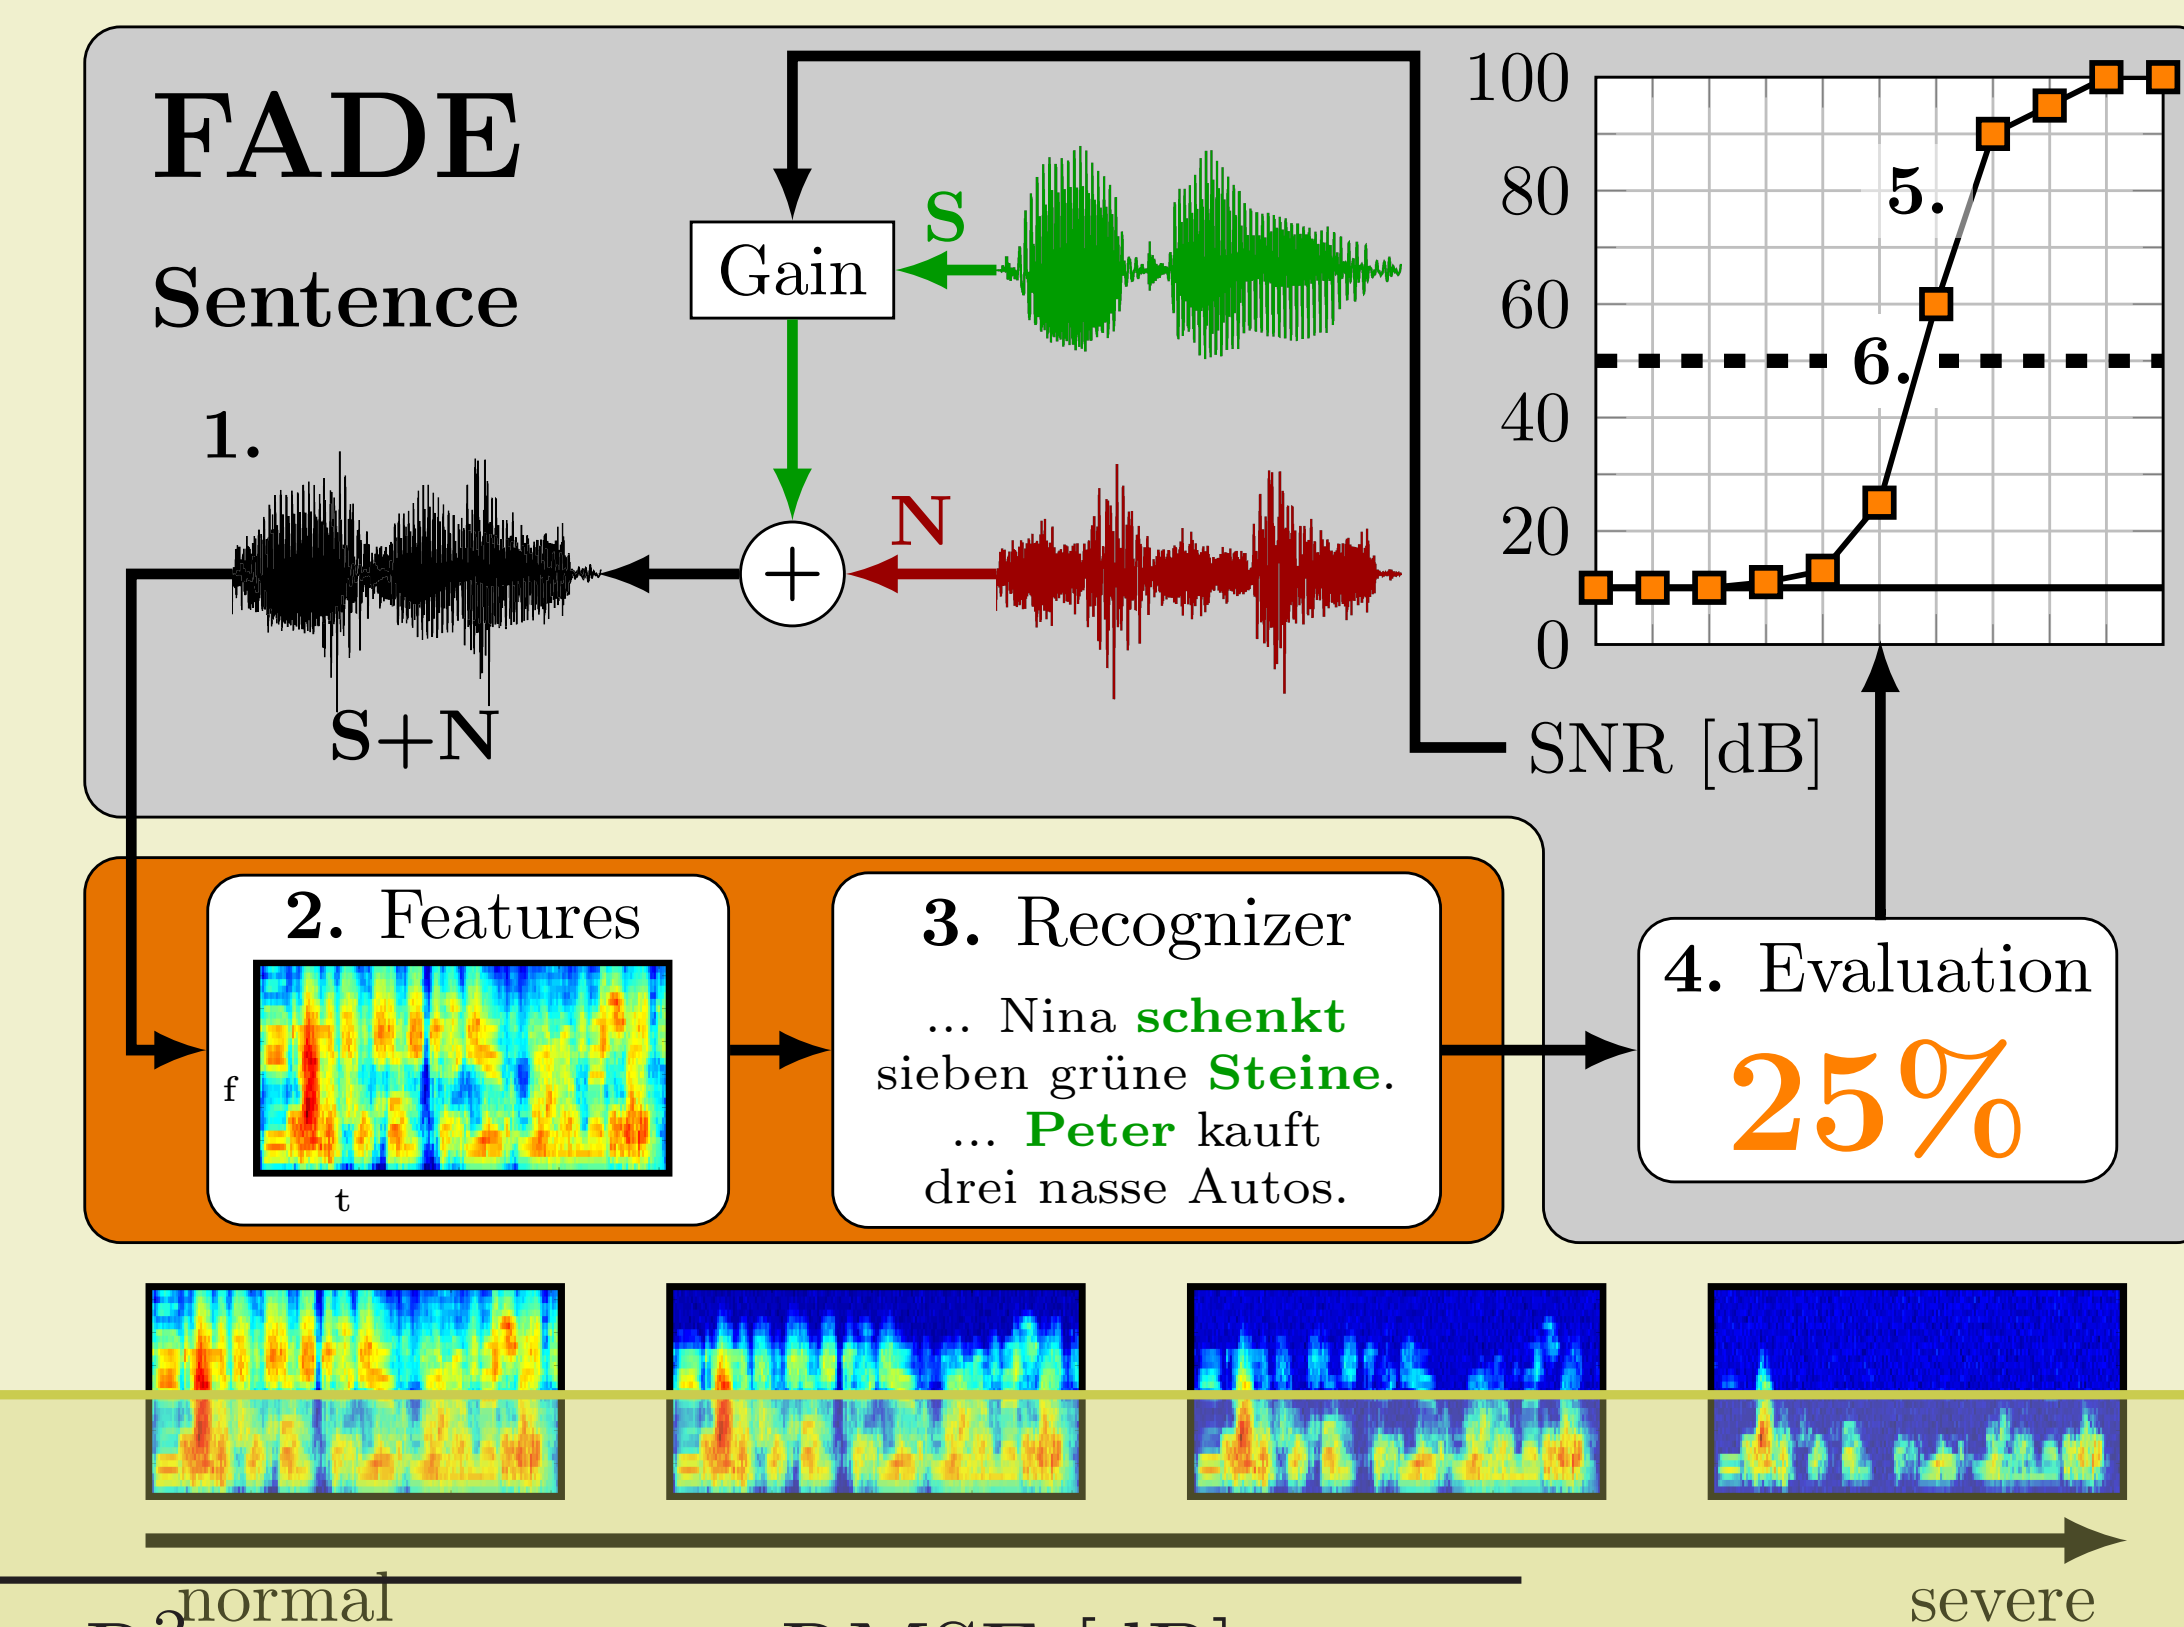 FADE
Sentence
1.
S+N
Gain
S
N
+
100
80
60
40
20
0
5.
6.
SNR [dB]
2. Features
f
t
3. Recognizer
... Nina schenkt
sieben grüne Steine.
... Peter kauft
drei nasse Autos.
4. Evaluation
25%
normal
severe